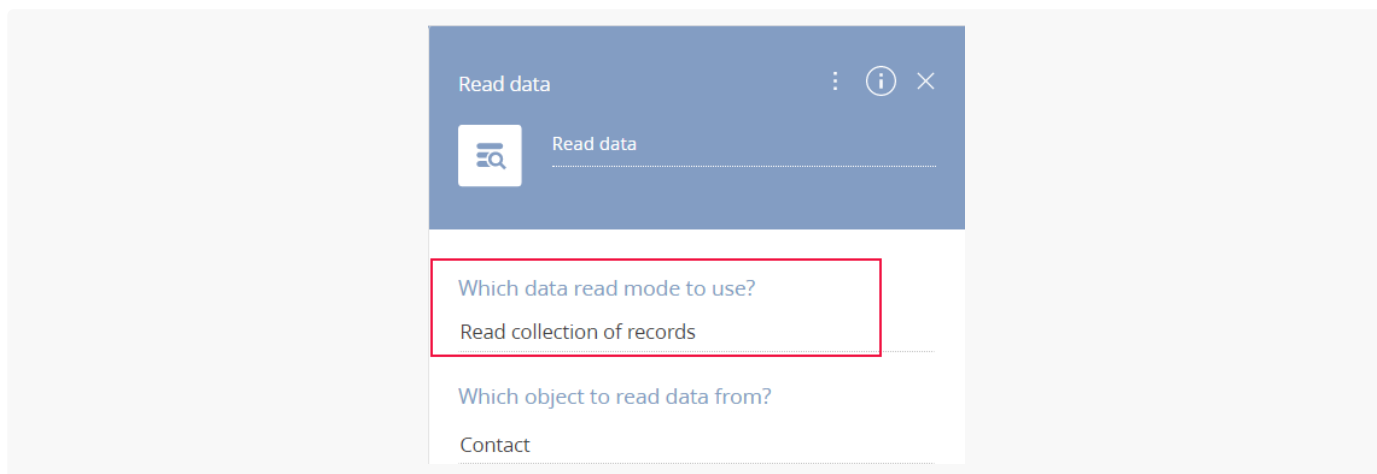 Read data
Read data
Which data read mode to use?
Read collection of records
Which object to read data from?
Contact